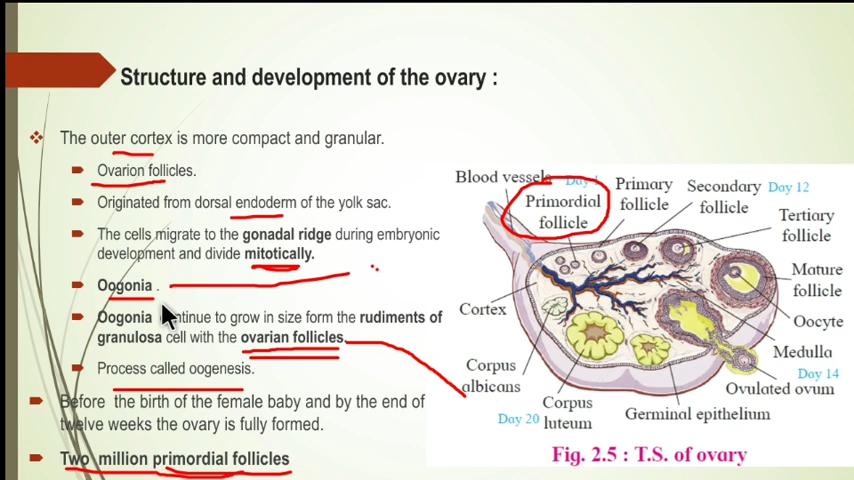 Structure and development of the ovary :
The outer cortex is more compact and granular.
Ovarion follicles.
Originated from dorsal endoderm of the yolk sac.
The cells migrate to the gonadal ridge during embryonic
development and divide mitotically.
Oogonia .
Oogonia continue to grow in size form the rudiments of
granulosa cell with the ovarian follicles.
Process called oogenesis.
Before the birth of the female baby and by the end of
twelve weeks the ovary is fully formed.
Two million primordial follicles
Blood vessels
Day 1
Primordial
follicle
Primary
follicle
Secondary
follicle
Day 12
Tertiary
follicle
Mature
follicle
Oocyte
Medulla
Day 14
Ovulated ovum
Germinal epithelium
Corpus
luteum
Day 20
Corpus
albicans
Cortex
Fig. 2.5 : T.S. of ovary